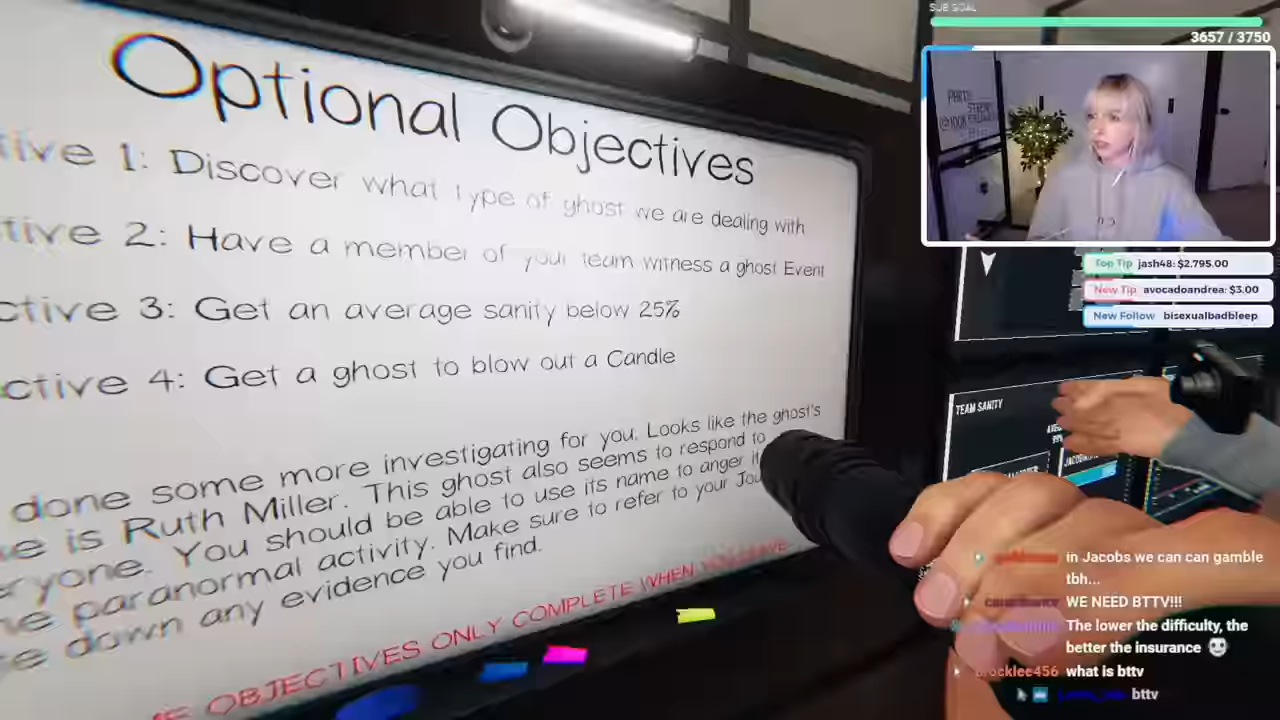 Optional Objectives
tive 1: Discover what Type of ghost we are dealing with
tive 2: Have a member of your team witness a ghost Event
ctive 3: Get an average sanity below 25%
ctive 4: Get a ghost to blow out a Candle
done some more investigating for you. Looks like the ghost's
is Ruth Miller. This ghost also seems to respond to
eryone. You should be able to use its name to anger it
paranormal activity. Make sure to refer to your Jou
down any evidence you find.
OBJECTIVES ONLY COMPLETE WHEN YOU LEAVE
SUB GOAL
3657 / 3750
Top Tip jash48: $2,795.00
New Tip avocadoandrea: $3.00
New Follow bisexualbadbleep
TEAM SANITY
in Jacobs we can can gamble
tbh...
WE NEED BTTV!!!
The lower the difficulty, the
better the insurance
brocklee456 what is bttv
bttv